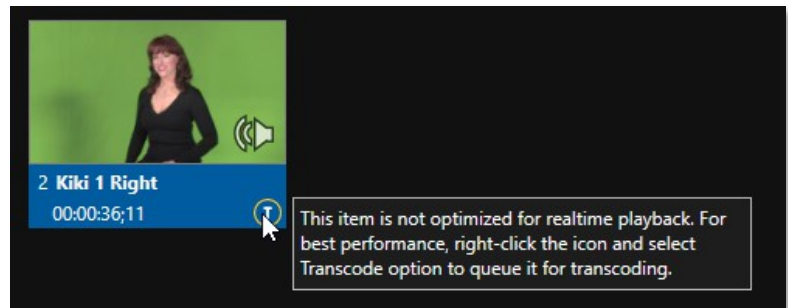 2 Kiki 1 Right
00:00:36;11
T
This item is not optimized for realtime playback. For
best performance, right-click the icon and select
Transcode option to queue it for transcoding.